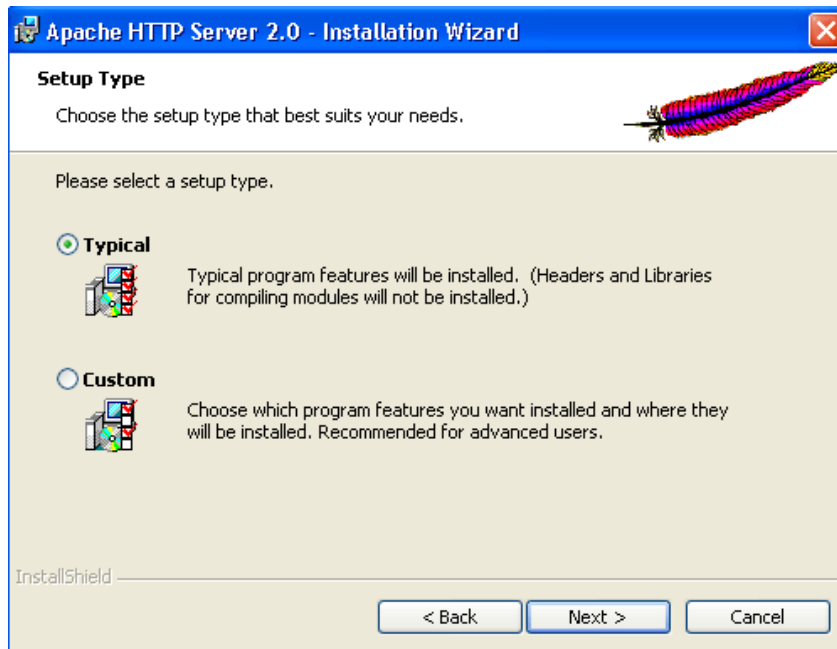 Apache HTTP Server 2.0 - Installation Wizard
Setup Type
Choose the setup type that best suits your needs.
Please select a setup type.
Typical
Typical program features will be installed.  (Headers and Libraries
for compiling modules will not be installed.)
Custom
Choose which program features you want installed and where they
will be installed. Recommended for advanced users.
InstallShield
< Back
Next >
Cancel